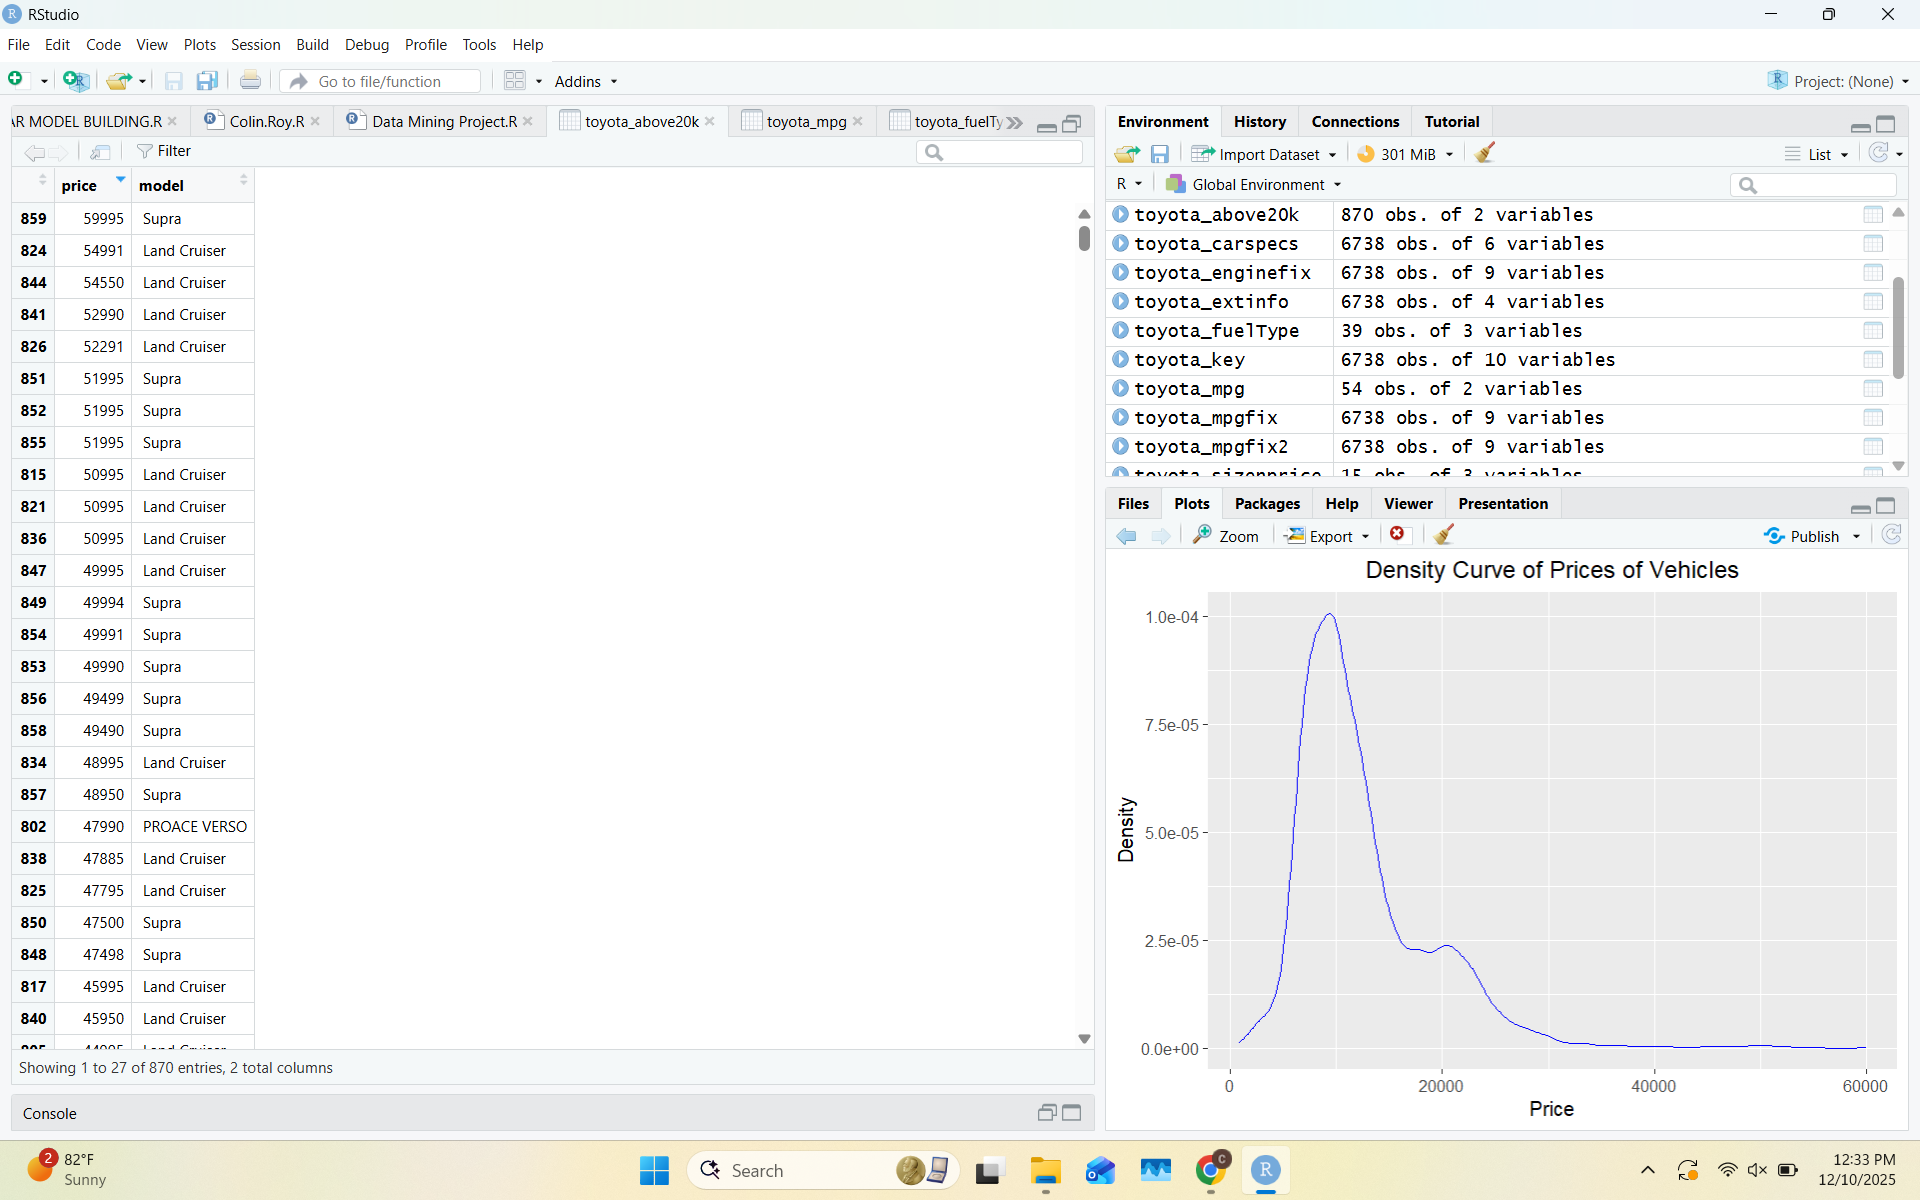 RStudio
File Edit Code View Plots Session Build Debug Profile Tools Help
Go to file/function Addins Project: (None)
AR MODEL BUILDING.R Colin.Roy.R Data Mining Project.R toyota_above20k toyota_mpg toyota_fuelTy
Filter
price model
859 59995 Supra
824 54991 Land Cruiser
844 54550 Land Cruiser
841 52990 Land Cruiser
826 52291 Land Cruiser
851 51995 Supra
852 51995 Supra
855 51995 Supra
815 50995 Land Cruiser
821 50995 Land Cruiser
836 50995 Land Cruiser
847 49995 Land Cruiser
849 49994 Supra
854 49991 Supra
853 49990 Supra
856 49499 Supra
858 49490 Supra
834 48995 Land Cruiser
857 48950 Supra
802 47990 PROACE VERSO
838 47885 Land Cruiser
825 47795 Land Cruiser
850 47500 Supra
848 47498 Supra
817 45995 Land Cruiser
840 45950 Land Cruiser
Showing 1 to 27 of 870 entries, 2 total columns
Console
Environment History Connections Tutorial
Import Dataset 301 MiB List
R Global Environment
toyota_above20k 870 obs. of 2 variables
toyota_carspecs 6738 obs. of 6 variables
toyota_enginefix 6738 obs. of 9 variables
toyota_extinfo 6738 obs. of 4 variables
toyota_fuelType 39 obs. of 3 variables
toyota_key 6738 obs. of 10 variables
toyota_mpg 54 obs. of 2 variables
toyota_mpgfix 6738 obs. of 9 variables
toyota_mpgfix2 6738 obs. of 9 variables
Files Plots Packages Help Viewer Presentation
Zoom Export Publish
Density Curve of Prices of Vehicles
1.0e-04
7.5e-05
5.0e-05
2.5e-05
0.0e+00
Density
0 20000 40000 60000
Price
2
82°F
Sunny
Search
C
R
12:33 PM
12/10/2025